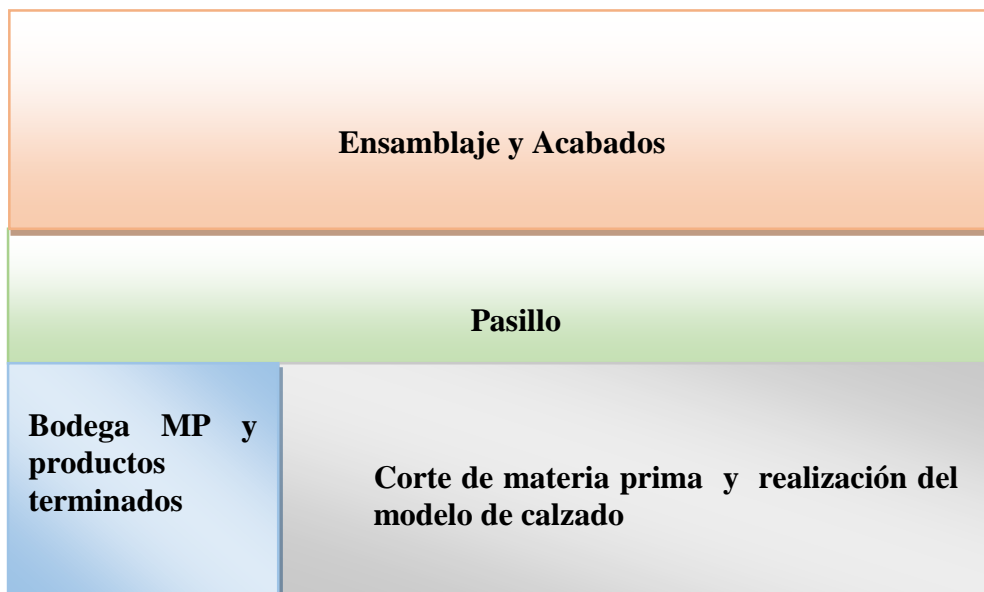 Ensamblaje y Acabados
Pasillo
Bodega MP y
productos
terminados
Corte de materia prima y realización del
modelo de calzado